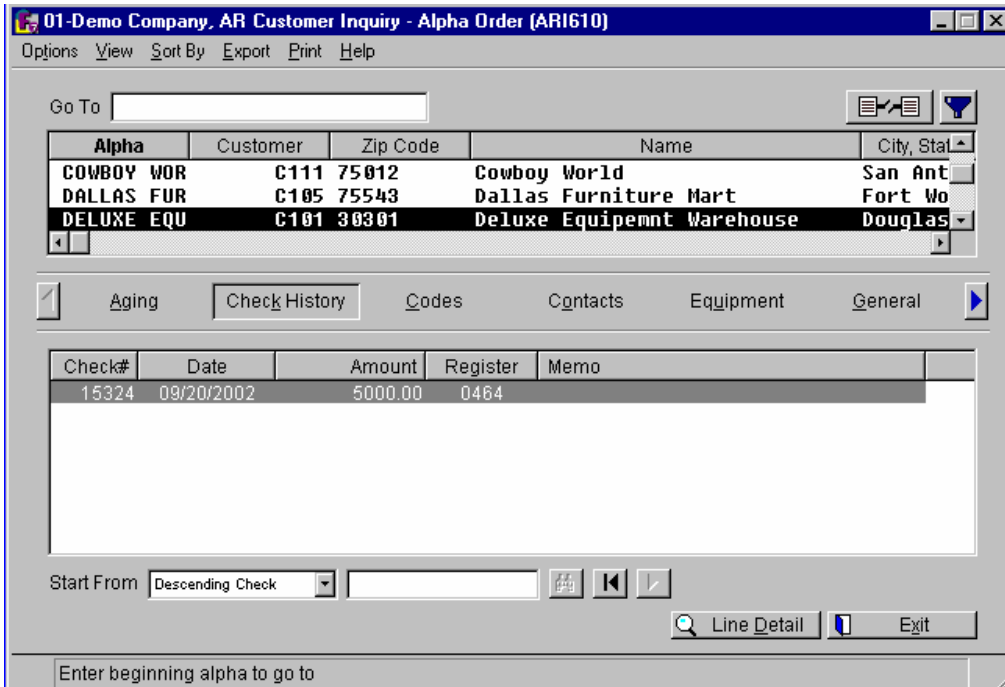 01-Demo Company, AR Customer Inquiry - Alpha Order (ARI610)
Options View Sort By Export Print Help
Go To
Alpha Customer Zip Code Name City, Stat
COWBOY WOR C111 75012 Cowboy World San Ant
DALLAS FUR C105 75543 Dallas Furniture Mart Fort Wo
DELUXE EQU C101 30301 Deluxe Equipemnt Warehouse Douglas
Aging Check History Codes Contacts Equipment General
Check# Date Amount Register Memo
15324 09/20/2002 5000.00 0464
Start From Descending Check
Line Detail Exit
Enter beginning alpha to go to